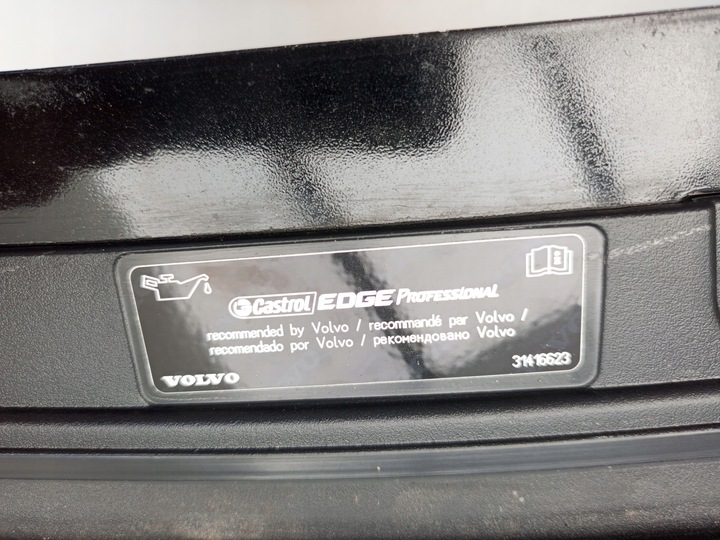 Castrol EDGE PROFESSIONAL
recommended by Volvo / recommandé par Volvo /
recomendado por Volvo / рекомендовано Volvo
VOLVO 31416623